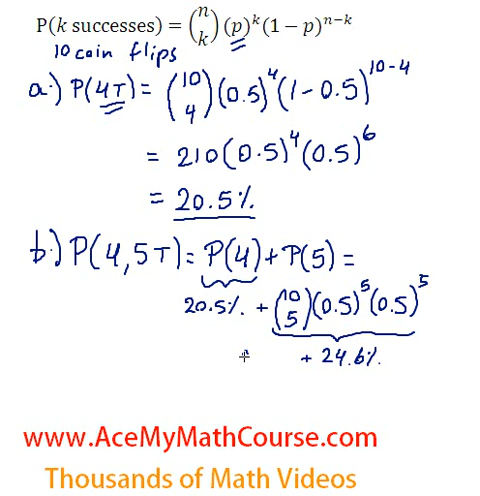 P(k successes) = (n k) (p)^k (1 − p)^{n−k}
10 coin flips
a.) P(4T) = (10 4) (0.5)^4 (1 - 0.5)^{10-4}
= 210 (0.5)^4 (0.5)^6
= 20.5%
b.) P(4,5T) = P(4) + P(5) =
20.5% + (10 5) (0.5)^5 (0.5)^5
+ + 24.6%
www.AceMyMathCourse.com
Thousands of Math Videos